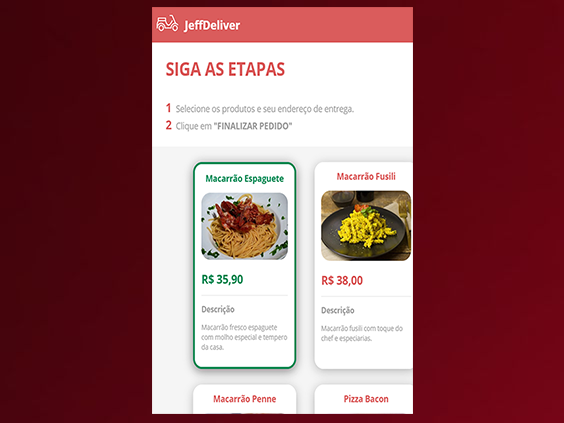 JeffDeliver
SIGA AS ETAPAS
1 Selecione os produtos e seu endereço de entrega.
2 Clique em "FINALIZAR PEDIDO"
Macarrão Espaguete
R$ 35,90
Descrição
Macarrão fresco espaguete
com molho especial e tempero
da casa.
Macarrão Fusili
R$ 38,00
Descrição
Macarrão fusili com toque do
chef e especiarias.
Macarrão Penne
Pizza Bacon